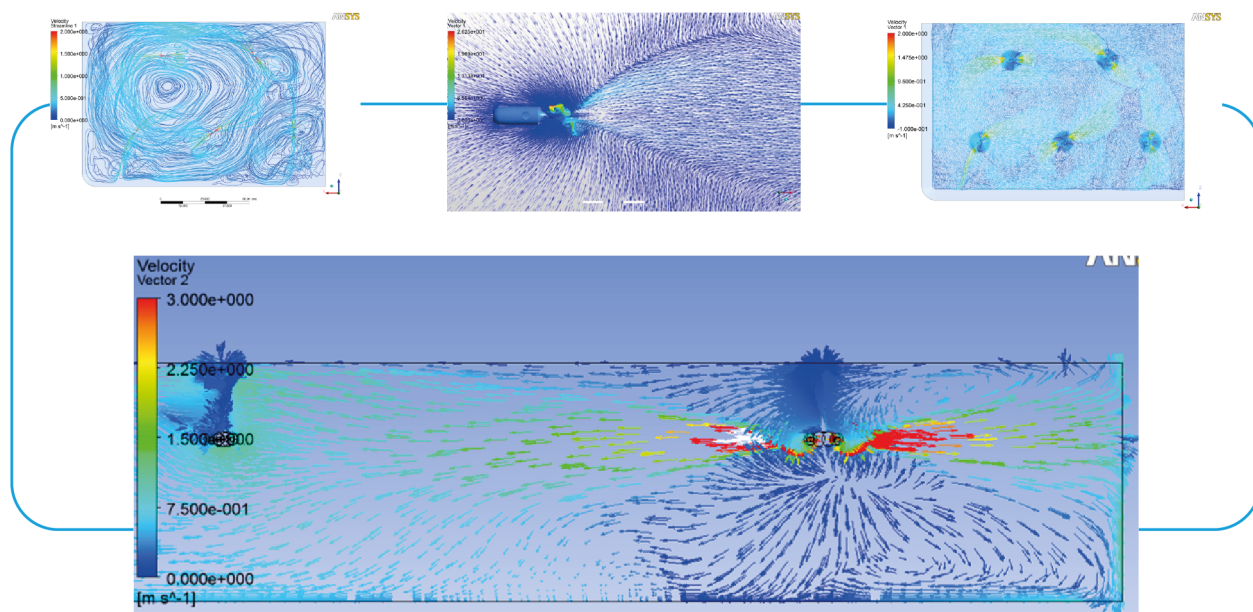 ANSYS
Velocity
Streamline 1
2.000e+000
1.500e+000
1.000e+000
5.000e-001
0.000e+000
[m s^-1]
ANSYS
Velocity
Vector 1
[m s^-1]
ANSYS
Velocity
Vector 1
2.000e+000
1.475e+000
9.500e-001
4.250e-001
-1.000e-001
[m s^-1]
Velocity
Vector 2
3.000e+000
2.250e+000
1.500e+000
7.500e-001
0.000e+000
[m s^-1]